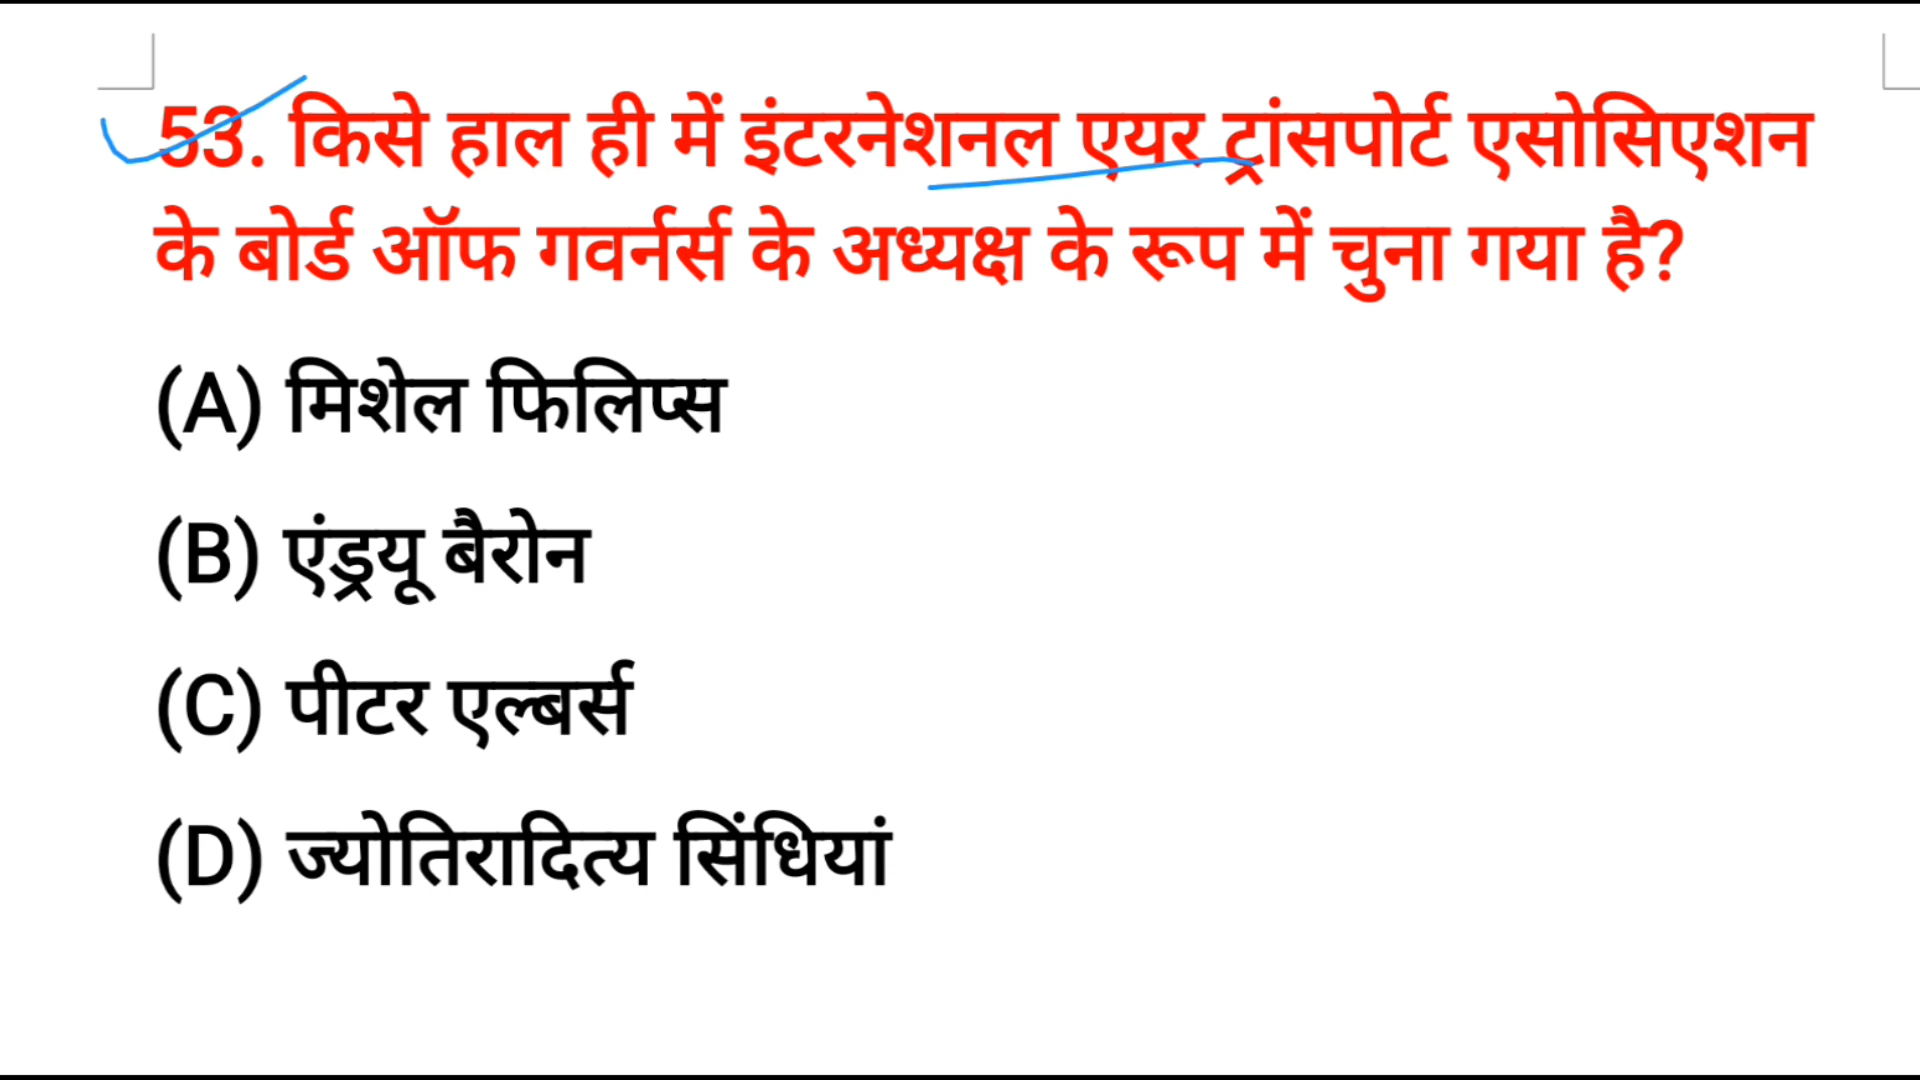 53. किसे हाल ही में इंटरनेशनल एयर ट्रांसपोर्ट एसोसिएशन
के बोर्ड ऑफ गवर्नर्स के अध्यक्ष के रूप में चुना गया है?
(A) मिशेल फिलिप्स
(B) एंड्रयू बैरोन
(C) पीटर एल्बर्स
(D) ज्योतिरादित्य सिंधियां